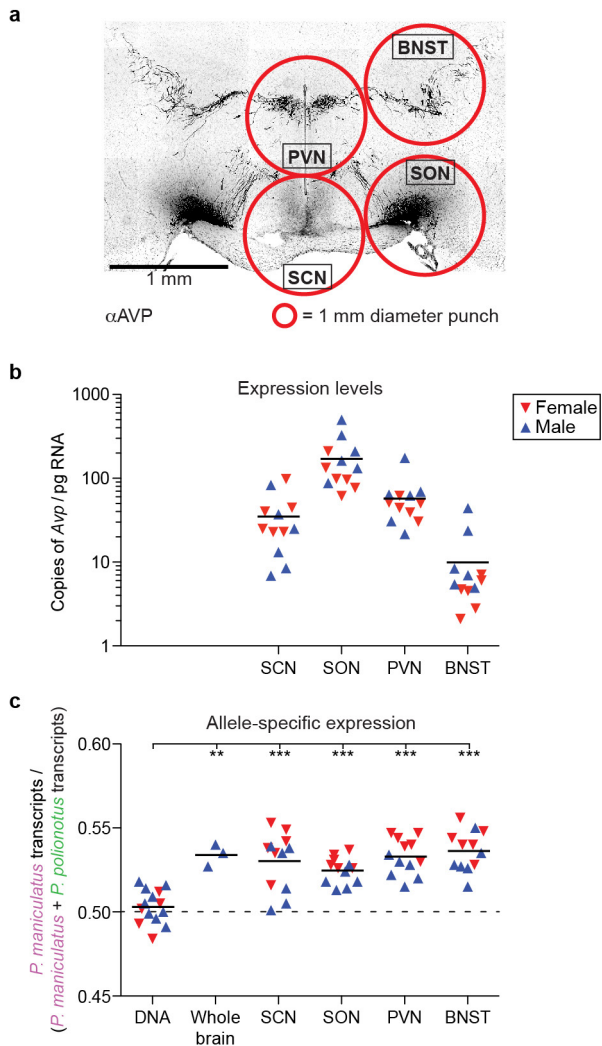 a
BNST
PVN
SON
SCN
1 mm
αAVP
= 1 mm diameter punch
b
Expression levels
Female
Male
Copies of Avp / pg RNA
1000
100
10
1
SCN SON PVN BNST
c
Allele-specific expression
P. maniculatus transcripts /
(P. maniculatus + P. polionotus transcripts)
0.60
0.55
0.50
0.45
** *** *** *** ***
DNA Whole SCN SON PVN BNST
brain